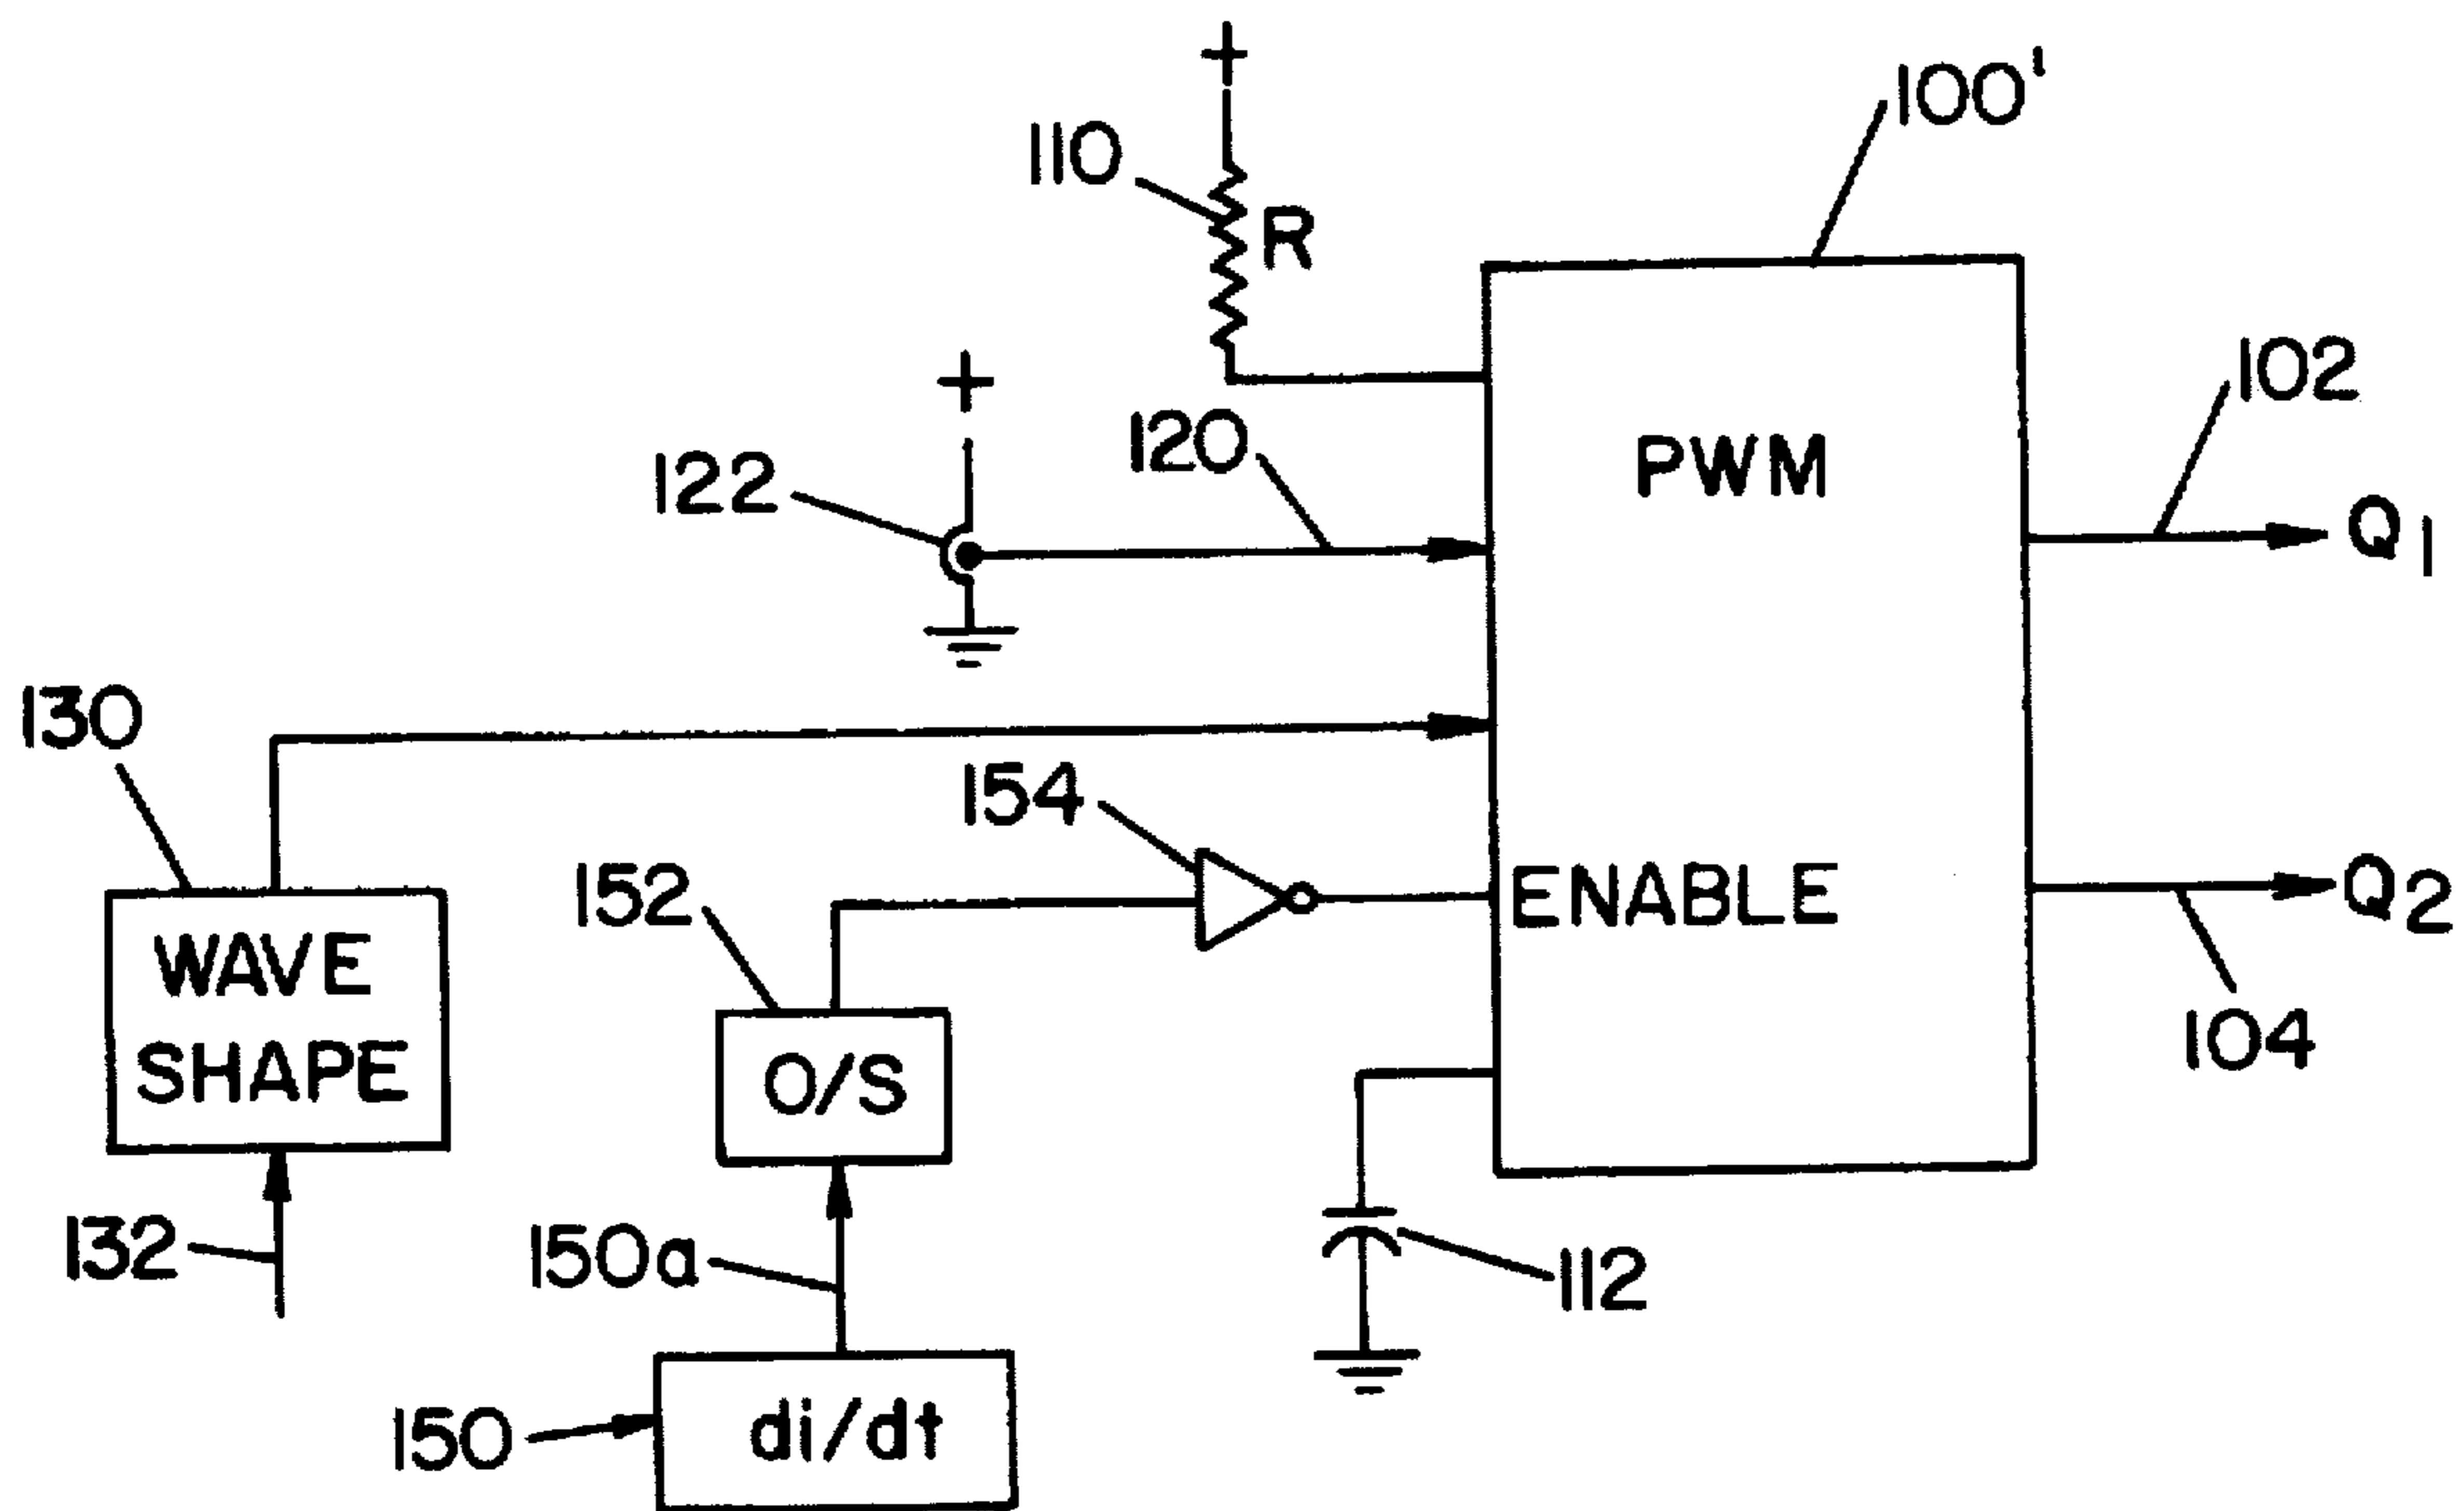 +
100'
110
R
+
102
120
122
PWM
Q1
130
154
152
ENABLE
Q2
WAVE
SHAPE
O/S
104
132
150a
112
150
di/dt